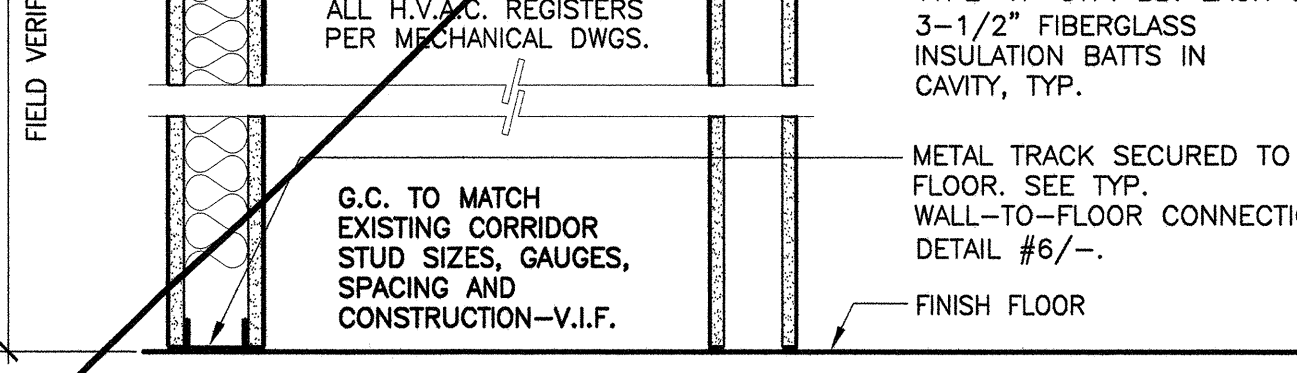 FIELD VERIF
ALL H.V.A.C. REGISTERS
PER MECHANICAL DWGS.
G.C. TO MATCH
EXISTING CORRIDOR
STUD SIZES, GAUGES,
SPACING AND
CONSTRUCTION–V.I.F.
3–1/2" FIBERGLASS
INSULATION BATTS IN
CAVITY, TYP.
METAL TRACK SECURED TO
FLOOR. SEE TYP.
WALL–TO–FLOOR CONNECTI
DETAIL #6/–.
FINISH FLOOR